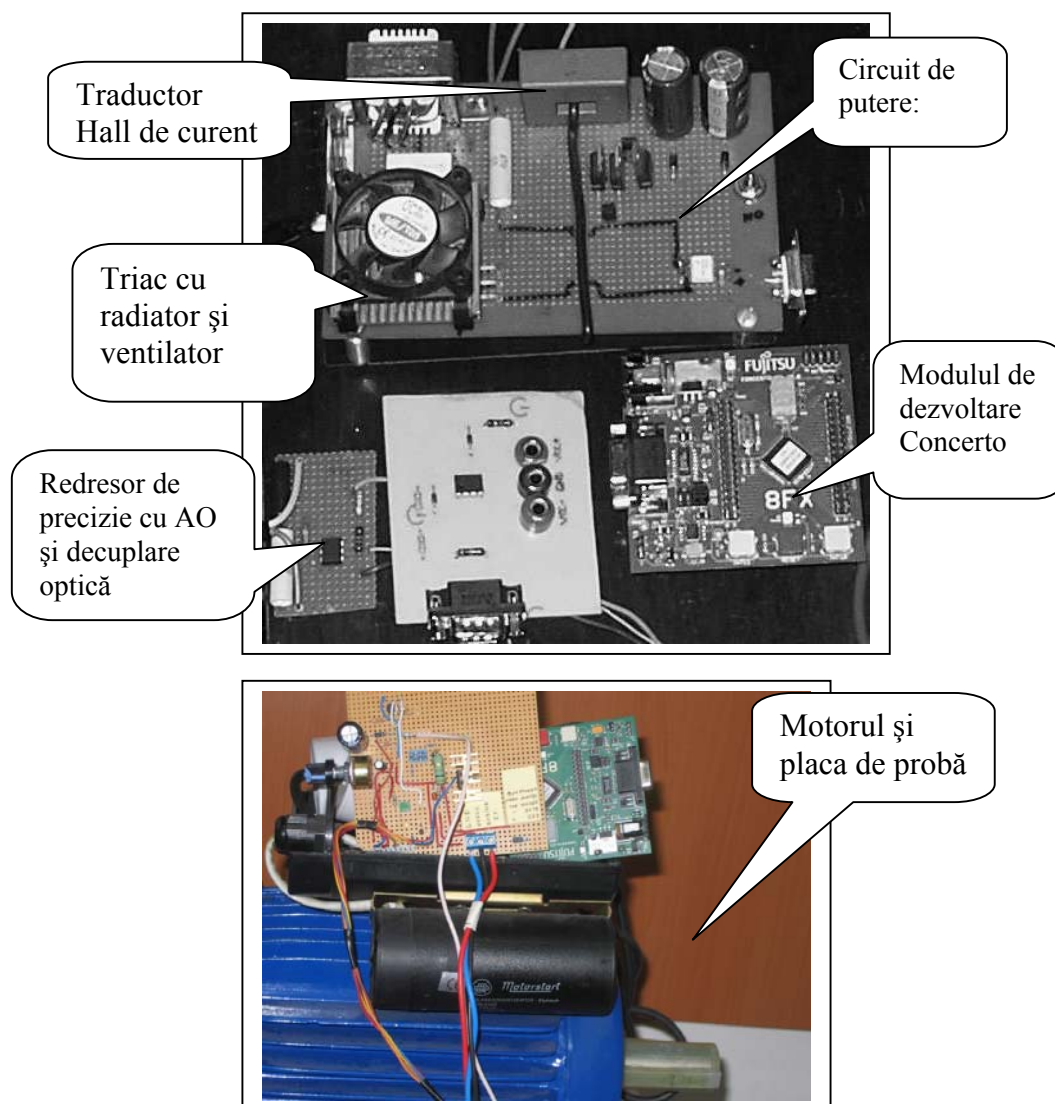 Traductor
Hall de curent
Circuit de
putere:
Triac cu
radiator şi
ventilator
FUJITSU
Modulul de
dezvoltare
Concerto
8FX
Redresor de
precizie cu AO
şi decuplare
optică
Motorul şi
placa de probă
FUJITSU
Motorstart